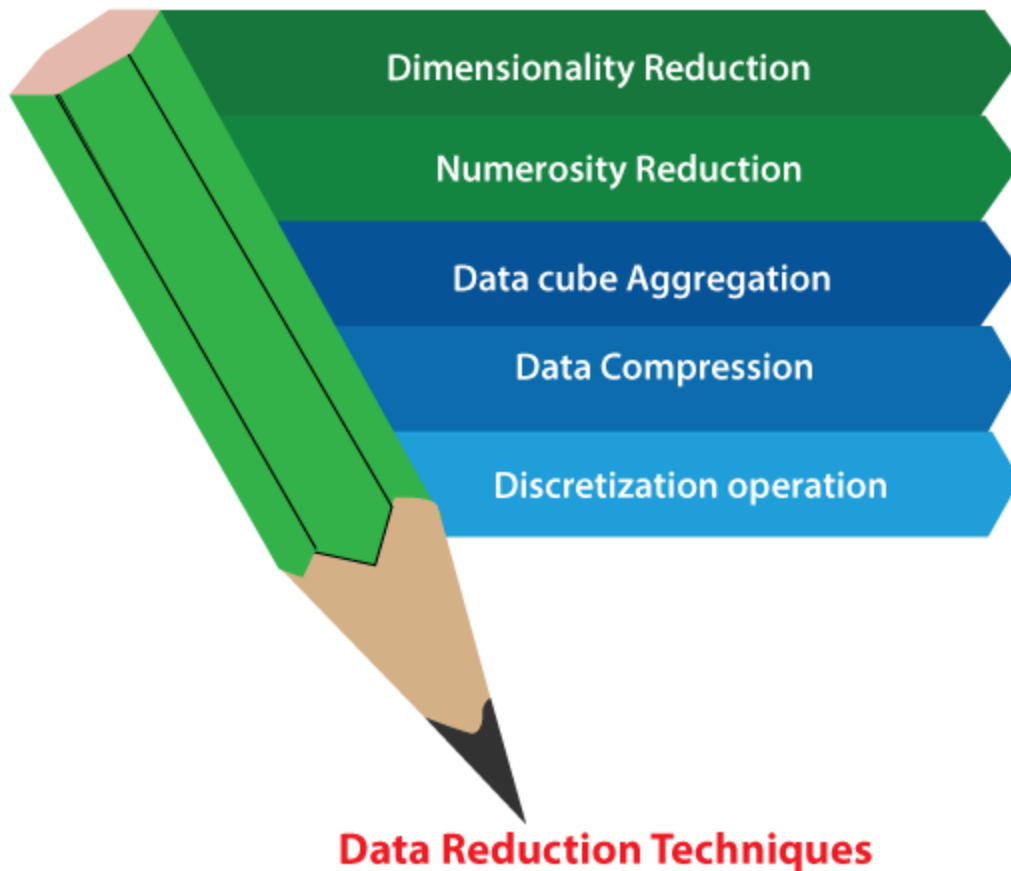 Dimensionality Reduction
Numerosity Reduction
Data cube Aggregation
Data Compression
Discretization operation
Data Reduction Techniques